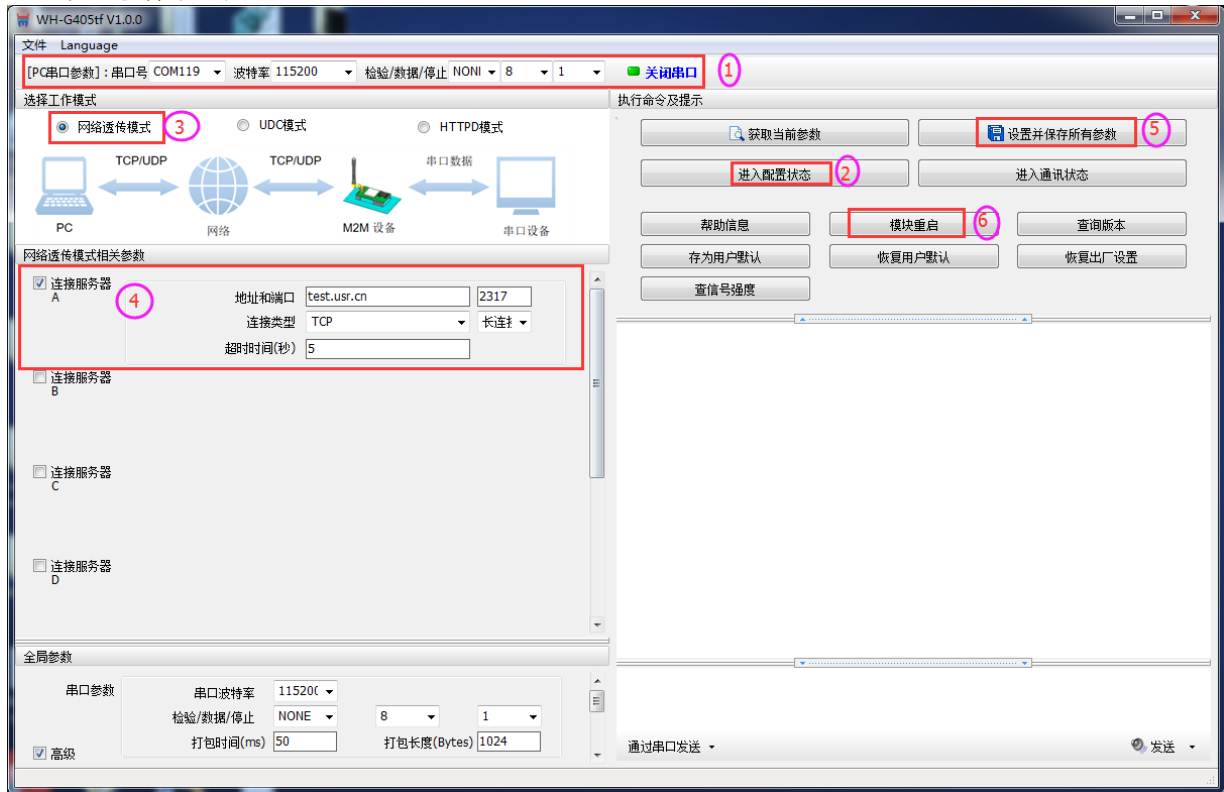 WH-G405tf V1.0.0
文件 Language
[PC串口参数]：串口号 COM119 波特率 115200 检验/数据/停止 NONI 8 1 关闭串口 1
选择工作模式
网络透传模式 3 UDC模式 HTTPD模式
TCP/UDP TCP/UDP 串口数据
PC 网络 M2M 设备 串口设备
网络透传模式相关参数
连接服务器
A
4
地址和端口 test.usr.cn 2317
连接类型 TCP 长连接
超时时间(秒) 5
连接服务器
B
连接服务器
C
连接服务器
D
全局参数
串口参数 串口波特率 115200
检验/数据/停止 NONE 8 1
打包时间(ms) 50 打包长度(Bytes) 1024
高级
执行命令及提示
获取当前参数 设置并保存所有参数 5
进入配置状态 2 进入通讯状态
帮助信息 模块重启 6 查询版本
存为用户默认 恢复用户默认 恢复出厂设置
查信号强度
通过串口发送 发送